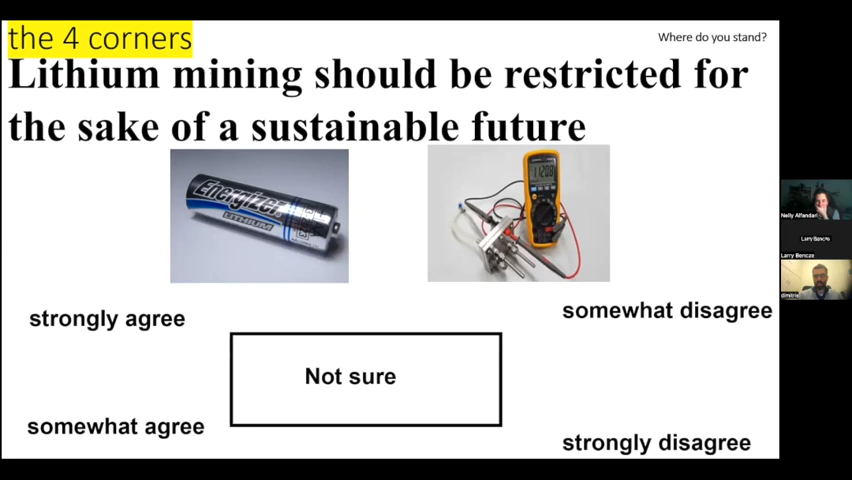 the 4 corners
Where do you stand?
Lithium mining should be restricted for
the sake of a sustainable future
Energizer
LITHIUM
strongly agree
somewhat disagree
Not sure
somewhat agree
strongly disagree
Nelly Alfandari
Larry Bencze
Larry Bencze
dimitris